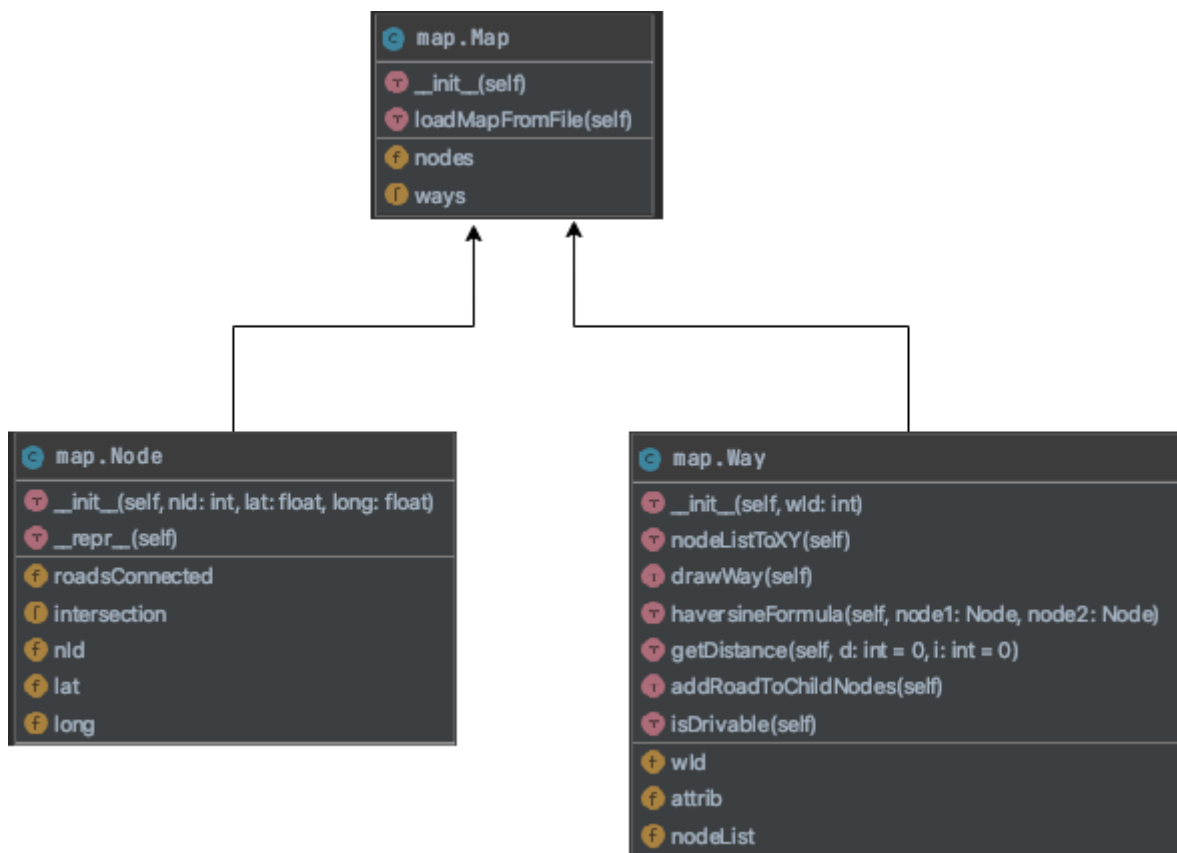 map.Map
__init__(self)
loadMapFromFile(self)
nodes
ways
map.Node
__init__(self, nId: int, lat: float, long: float)
__repr__(self)
roadsConnected
intersection
nId
lat
long
map.Way
__init__(self, wId: int)
nodeListToXY(self)
drawWay(self)
haversineFormula(self, node1: Node, node2: Node)
getDistance(self, d: int = 0, i: int = 0)
addRoadToChildNodes(self)
isDrivable(self)
wId
attrib
nodeList